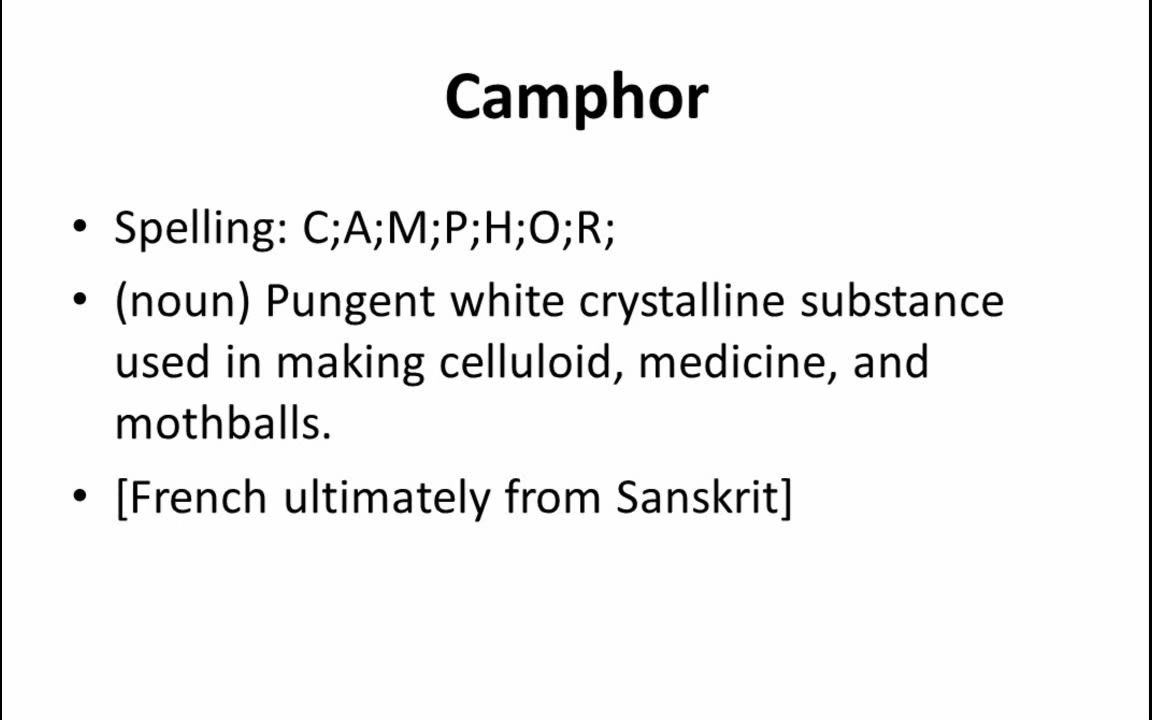 Camphor
• Spelling: C;A;M;P;H;O;R;
• (noun) Pungent white crystalline substance
used in making celluloid, medicine, and
mothballs.
• [French ultimately from Sanskrit]